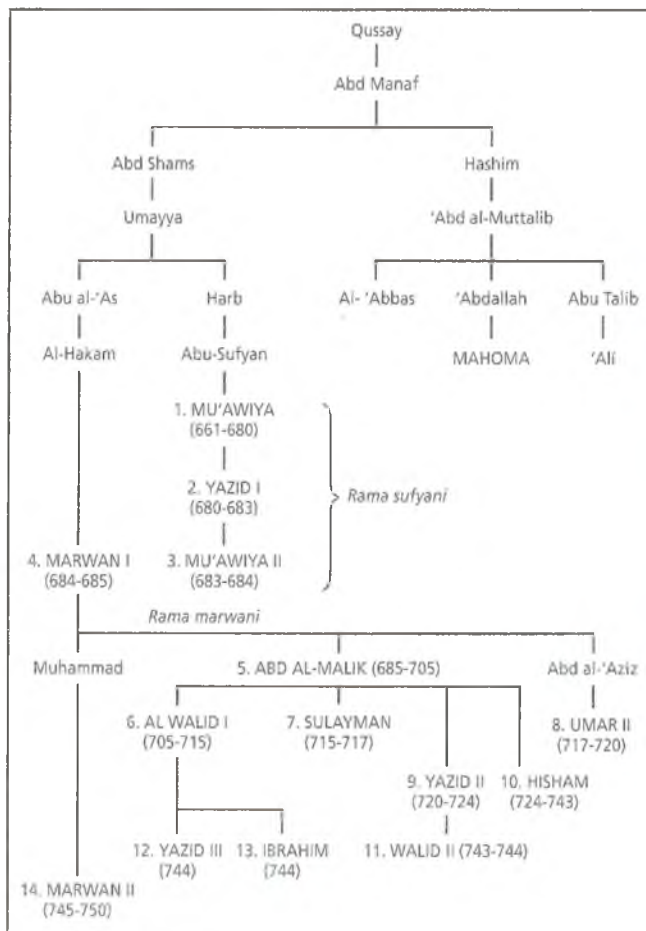 Qussay
Abd Manaf
Abd Shams Hashim
Umayya 'Abd al-Muttalib
Abu al-'As Harb Al- 'Abbas 'Abdallah Abu Talib
Al-Hakam Abu-Sufyan MAHOMA 'Ali
1. MU'AWIYA
(661-680)
2. YAZID I
(680-683)
Rama sufyani
4. MARWAN I 3. MU'AWIYA II
(684-685) (683-684)
Rama marwani
Muhammad 5. ABD AL-MALIK (685-705) Abd al-'Aziz
6. AL WALID I 7. SULAYMAN 8. UMAR II
(705-715) (715-717) (717-720)
9. YAZID II 10. HISHAM
(720-724) (724-743)
12. YAZID III 13. IBRAHIM 11. WALID II (743-744)
(744) (744)
14. MARWAN II
(745-750)